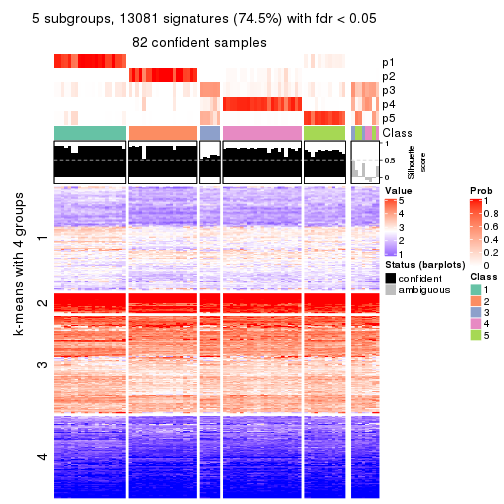 5 subgroups, 13081 signatures (74.5%) with fdr < 0.05
82 confident samples
p1
p2
p3
p4
p5
Class
1
0.5
0
Silhouette
score
k-means with 4 groups
1
2
3
4
Value
5
4
3
2
1
Status (barplots)
confident
ambiguous
Prob
1
0.8
0.6
0.4
0.2
0
Class
1
2
3
4
5